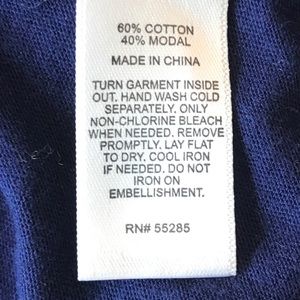 60% COTTON
40% MODAL
MADE IN CHINA
TURN GARMENT INSIDE
OUT. HAND WASH COLD
SEPARATELY. ONLY
NON-CHLORINE BLEACH
WHEN NEEDED. REMOVE
PROMPTLY. LAY FLAT
TO DRY. COOL IRON
IF NEEDED. DO NOT
IRON ON
EMBELLISHMENT.
RN# 55285